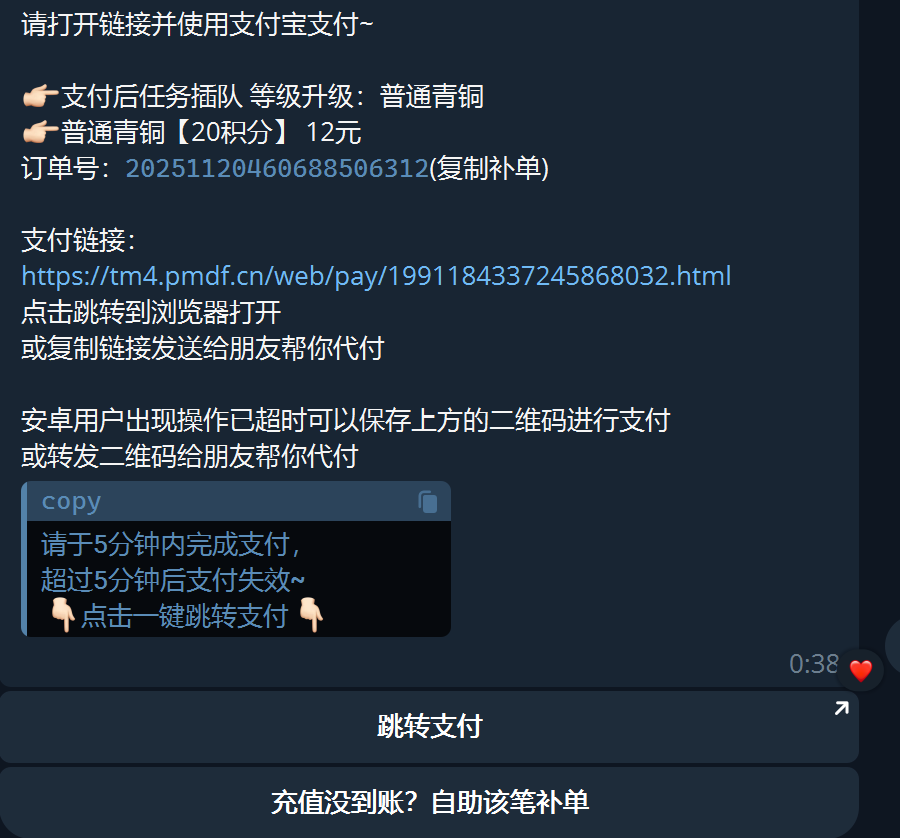 请打开链接并使用支付宝支付~
👉🏻支付后任务插队 等级升级：普通青铜
👉🏻普通青铜【20积分】 12元
订单号：20251120460688506312(复制补单)
支付链接：
https://tm4.pmdf.cn/web/pay/1991184337245868032.html
点击跳转到浏览器打开
或复制链接发送给朋友帮你代付
安卓用户出现操作已超时可以保存上方的二维码进行支付
或转发二维码给朋友帮你代付
copy
请于5分钟内完成支付，
超过5分钟后支付失效~
👇🏻点击一键跳转支付👇🏻
0:38
跳转支付
充值没到账？自助该笔补单